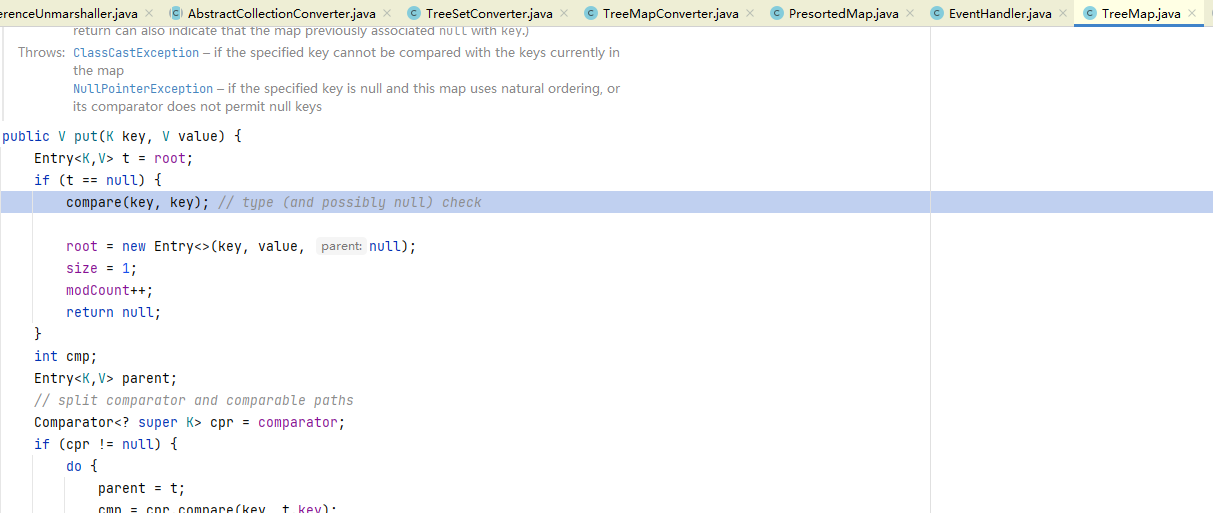 erenceUnmarshaller.java
AbstractCollectionConverter.java
TreeSetConverter.java
TreeMapConverter.java
PresortedMap.java
EventHandler.java
TreeMap.java
return can also indicate that the map previously associated null with key.)
Throws: ClassCastException – if the specified key cannot be compared with the keys currently in
the map
NullPointerException – if the specified key is null and this map uses natural ordering, or
its comparator does not permit null keys
public V put(K key, V value) {
Entry<K,V> t = root;
if (t == null) {
compare(key, key); // type (and possibly null) check
root = new Entry<>(key, value, parent: null);
size = 1;
modCount++;
return null;
}
int cmp;
Entry<K,V> parent;
// split comparator and comparable paths
Comparator<? super K> cpr = comparator;
if (cpr != null) {
do {
parent = t;
cmp = cpr.compare(key, t.key);